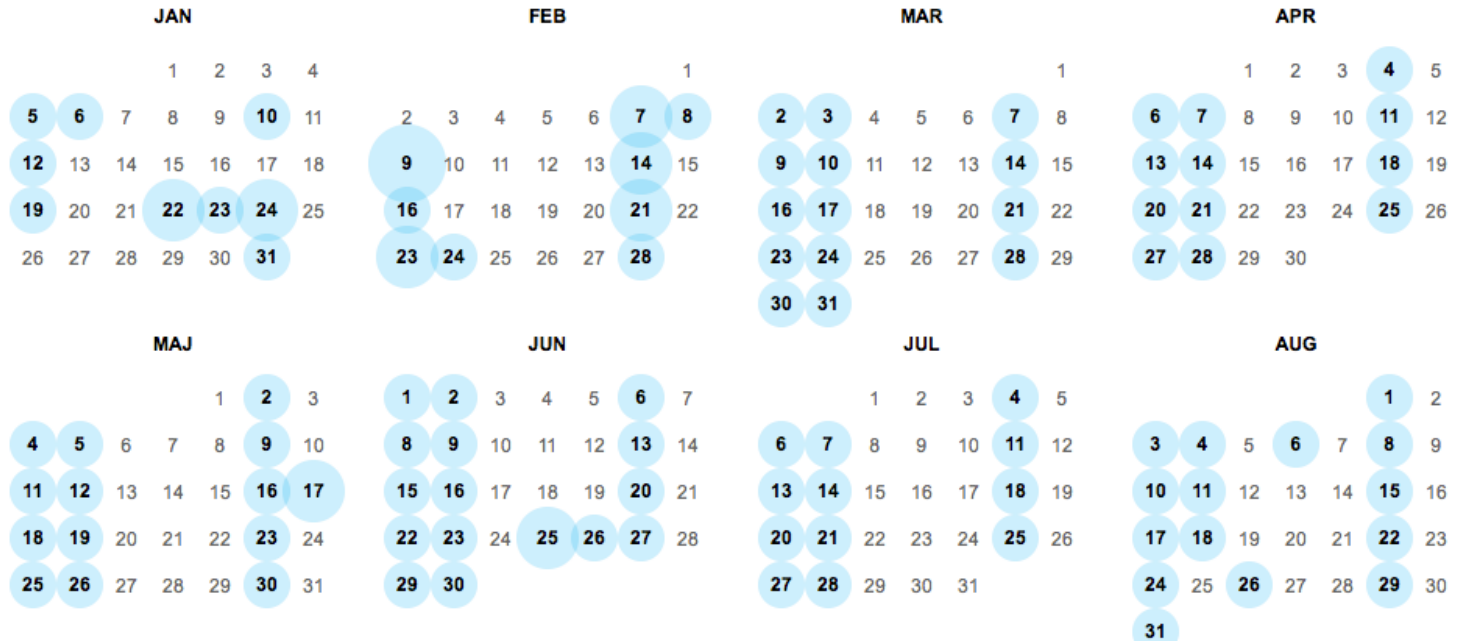 JAN FEB MAR APR
1 2 3 4 1 1 1 2 3 4 5
5 6 7 8 9 10 11 2 3 4 5 6 7 8 2 3 4 5 6 7 8 6 7 8 9 10 11 12
12 13 14 15 16 17 18 9 10 11 12 13 14 15 9 10 11 12 13 14 15 13 14 15 16 17 18 19
19 20 21 22 23 24 25 16 17 18 19 20 21 22 16 17 18 19 20 21 22 20 21 22 23 24 25 26
26 27 28 29 30 31 23 24 25 26 27 28 23 24 25 26 27 28 29 27 28 29 30
30 31
MAJ JUN JUL AUG
1 2 3 1 2 3 4 5 6 7 1 2 3 4 5 1 2
4 5 6 7 8 9 10 8 9 10 11 12 13 14 6 7 8 9 10 11 12 3 4 5 6 7 8 9
11 12 13 14 15 16 17 15 16 17 18 19 20 21 13 14 15 16 17 18 19 10 11 12 13 14 15 16
18 19 20 21 22 23 24 22 23 24 25 26 27 28 20 21 22 23 24 25 26 17 18 19 20 21 22 23
25 26 27 28 29 30 31 29 30 27 28 29 30 31 24 25 26 27 28 29 30
31